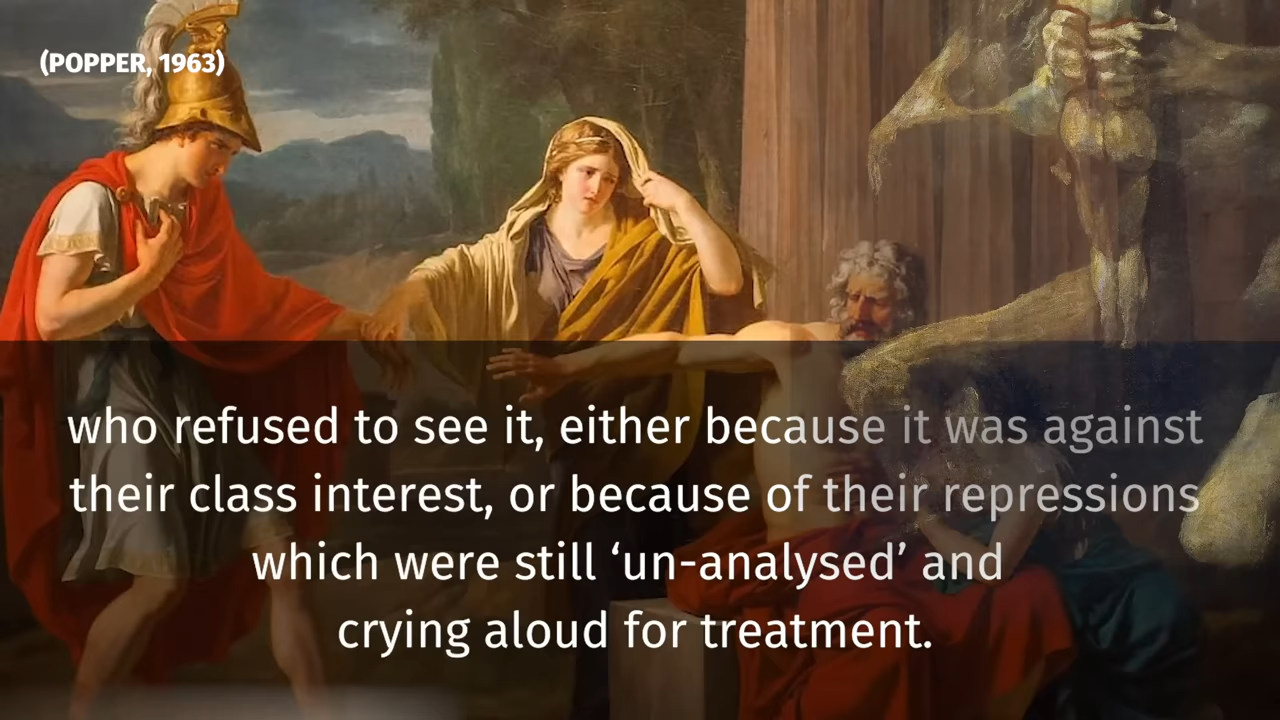 (POPPER, 1963)
who refused to see it, either because it was against
their class interest, or because of their repressions
which were still ‘un-analysed’ and
crying aloud for treatment.